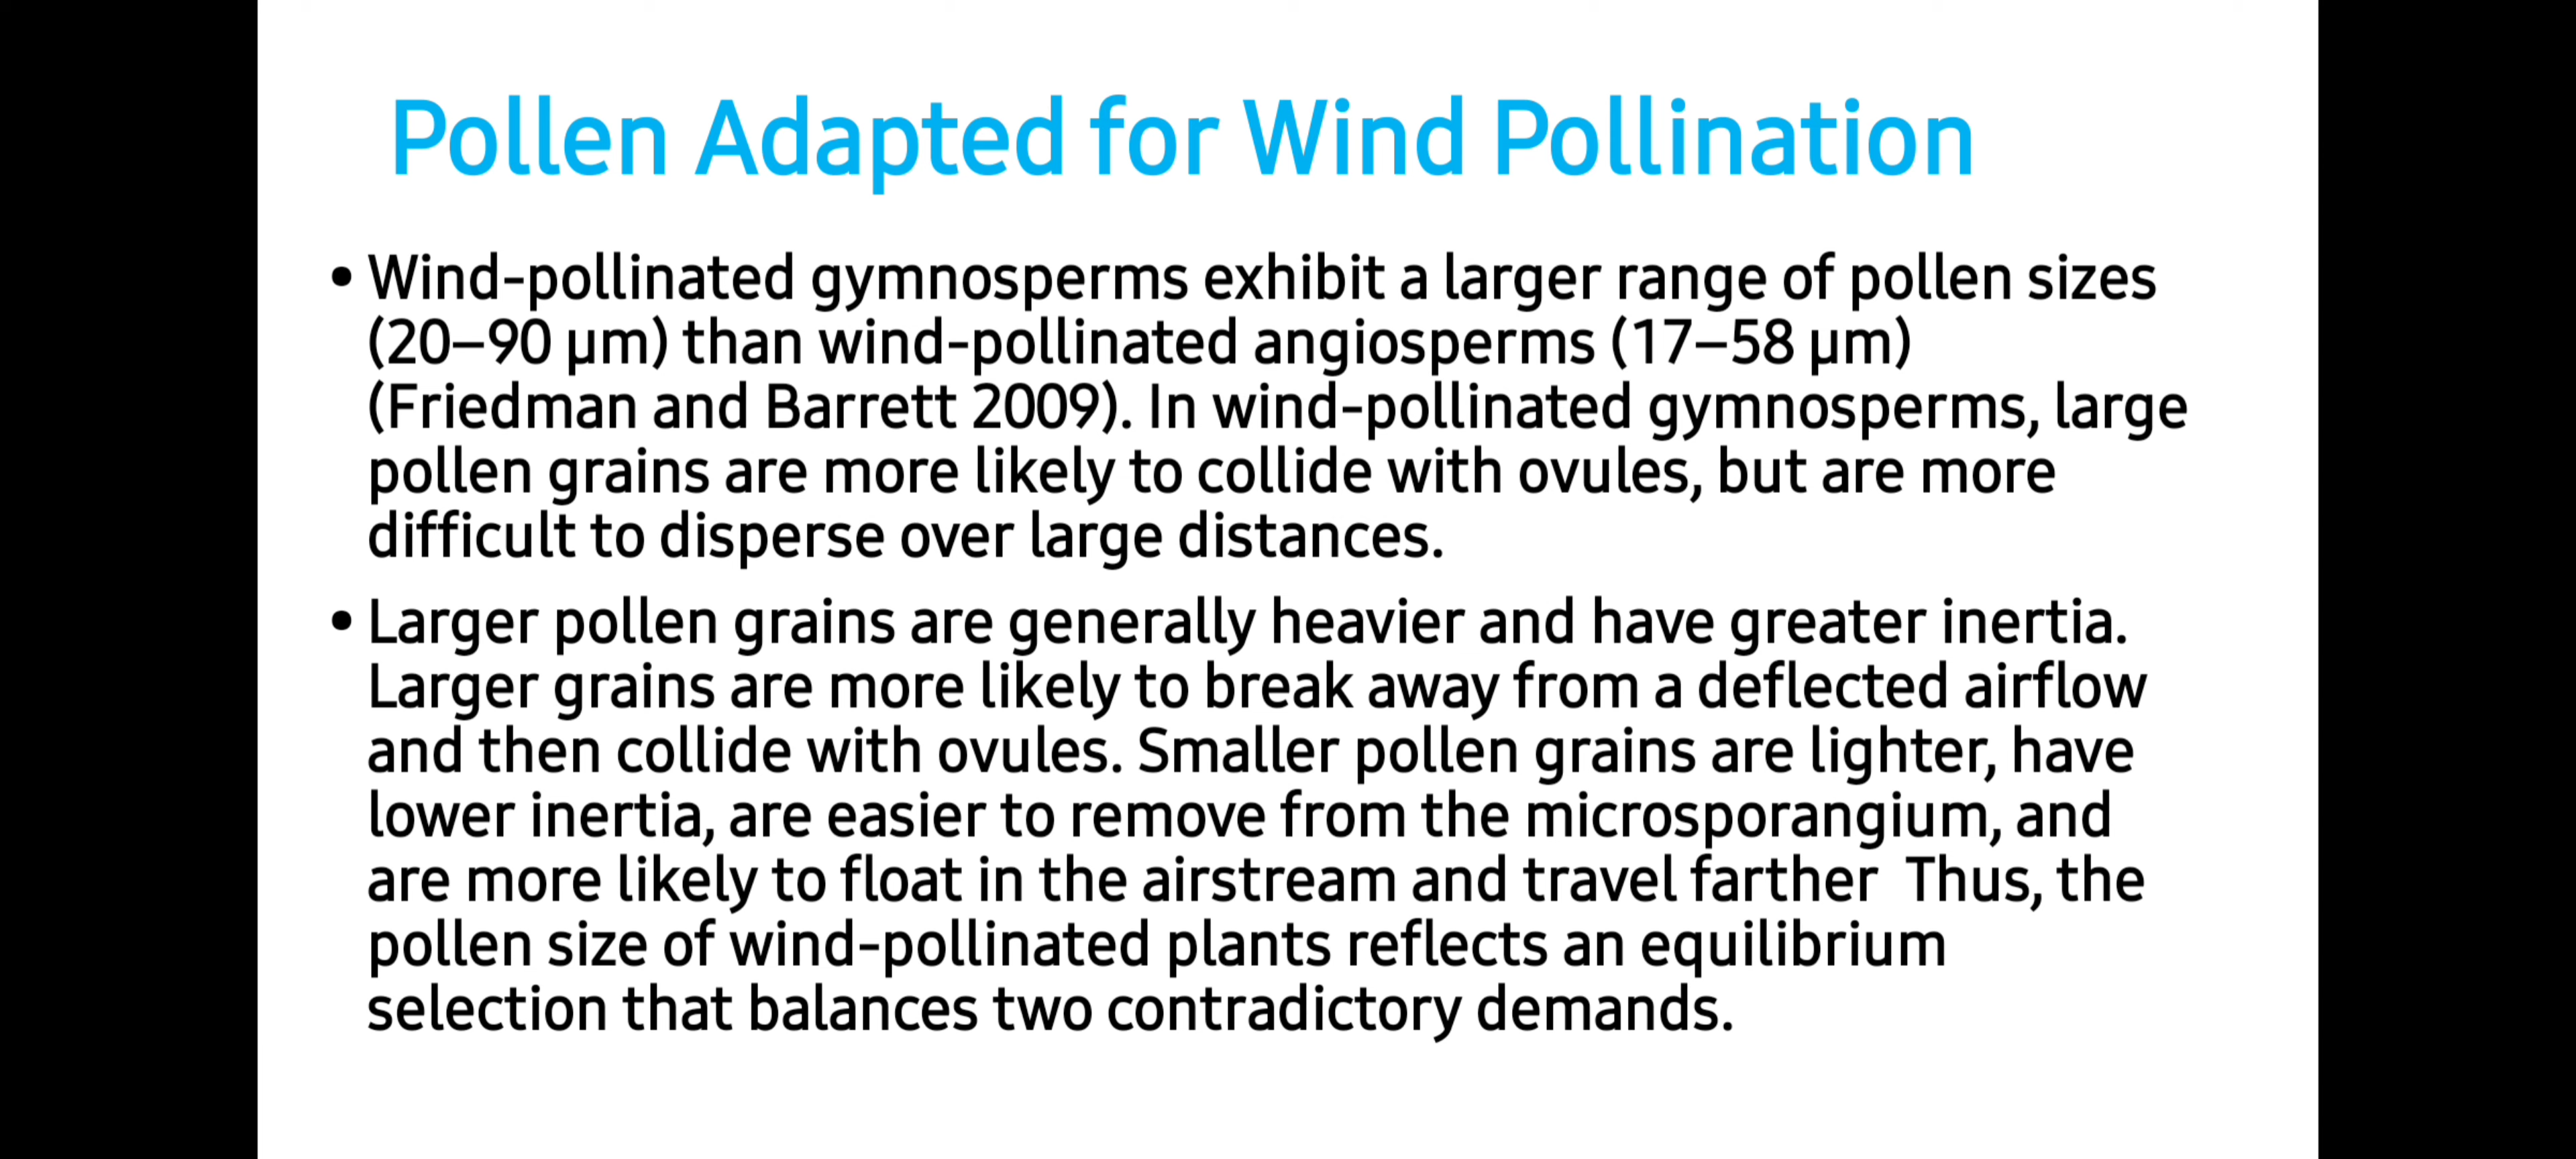 Pollen Adapted for Wind Pollination
• Wind-pollinated gymnosperms exhibit a larger range of pollen sizes
(20–90 μm) than wind-pollinated angiosperms (17–58 μm)
(Friedman and Barrett 2009). In wind-pollinated gymnosperms, large
pollen grains are more likely to collide with ovules, but are more
difficult to disperse over large distances.
• Larger pollen grains are generally heavier and have greater inertia.
Larger grains are more likely to break away from a deflected airflow
and then collide with ovules. Smaller pollen grains are lighter, have
lower inertia, are easier to remove from the microsporangium, and
are more likely to float in the airstream and travel farther  Thus, the
pollen size of wind-pollinated plants reflects an equilibrium
selection that balances two contradictory demands.